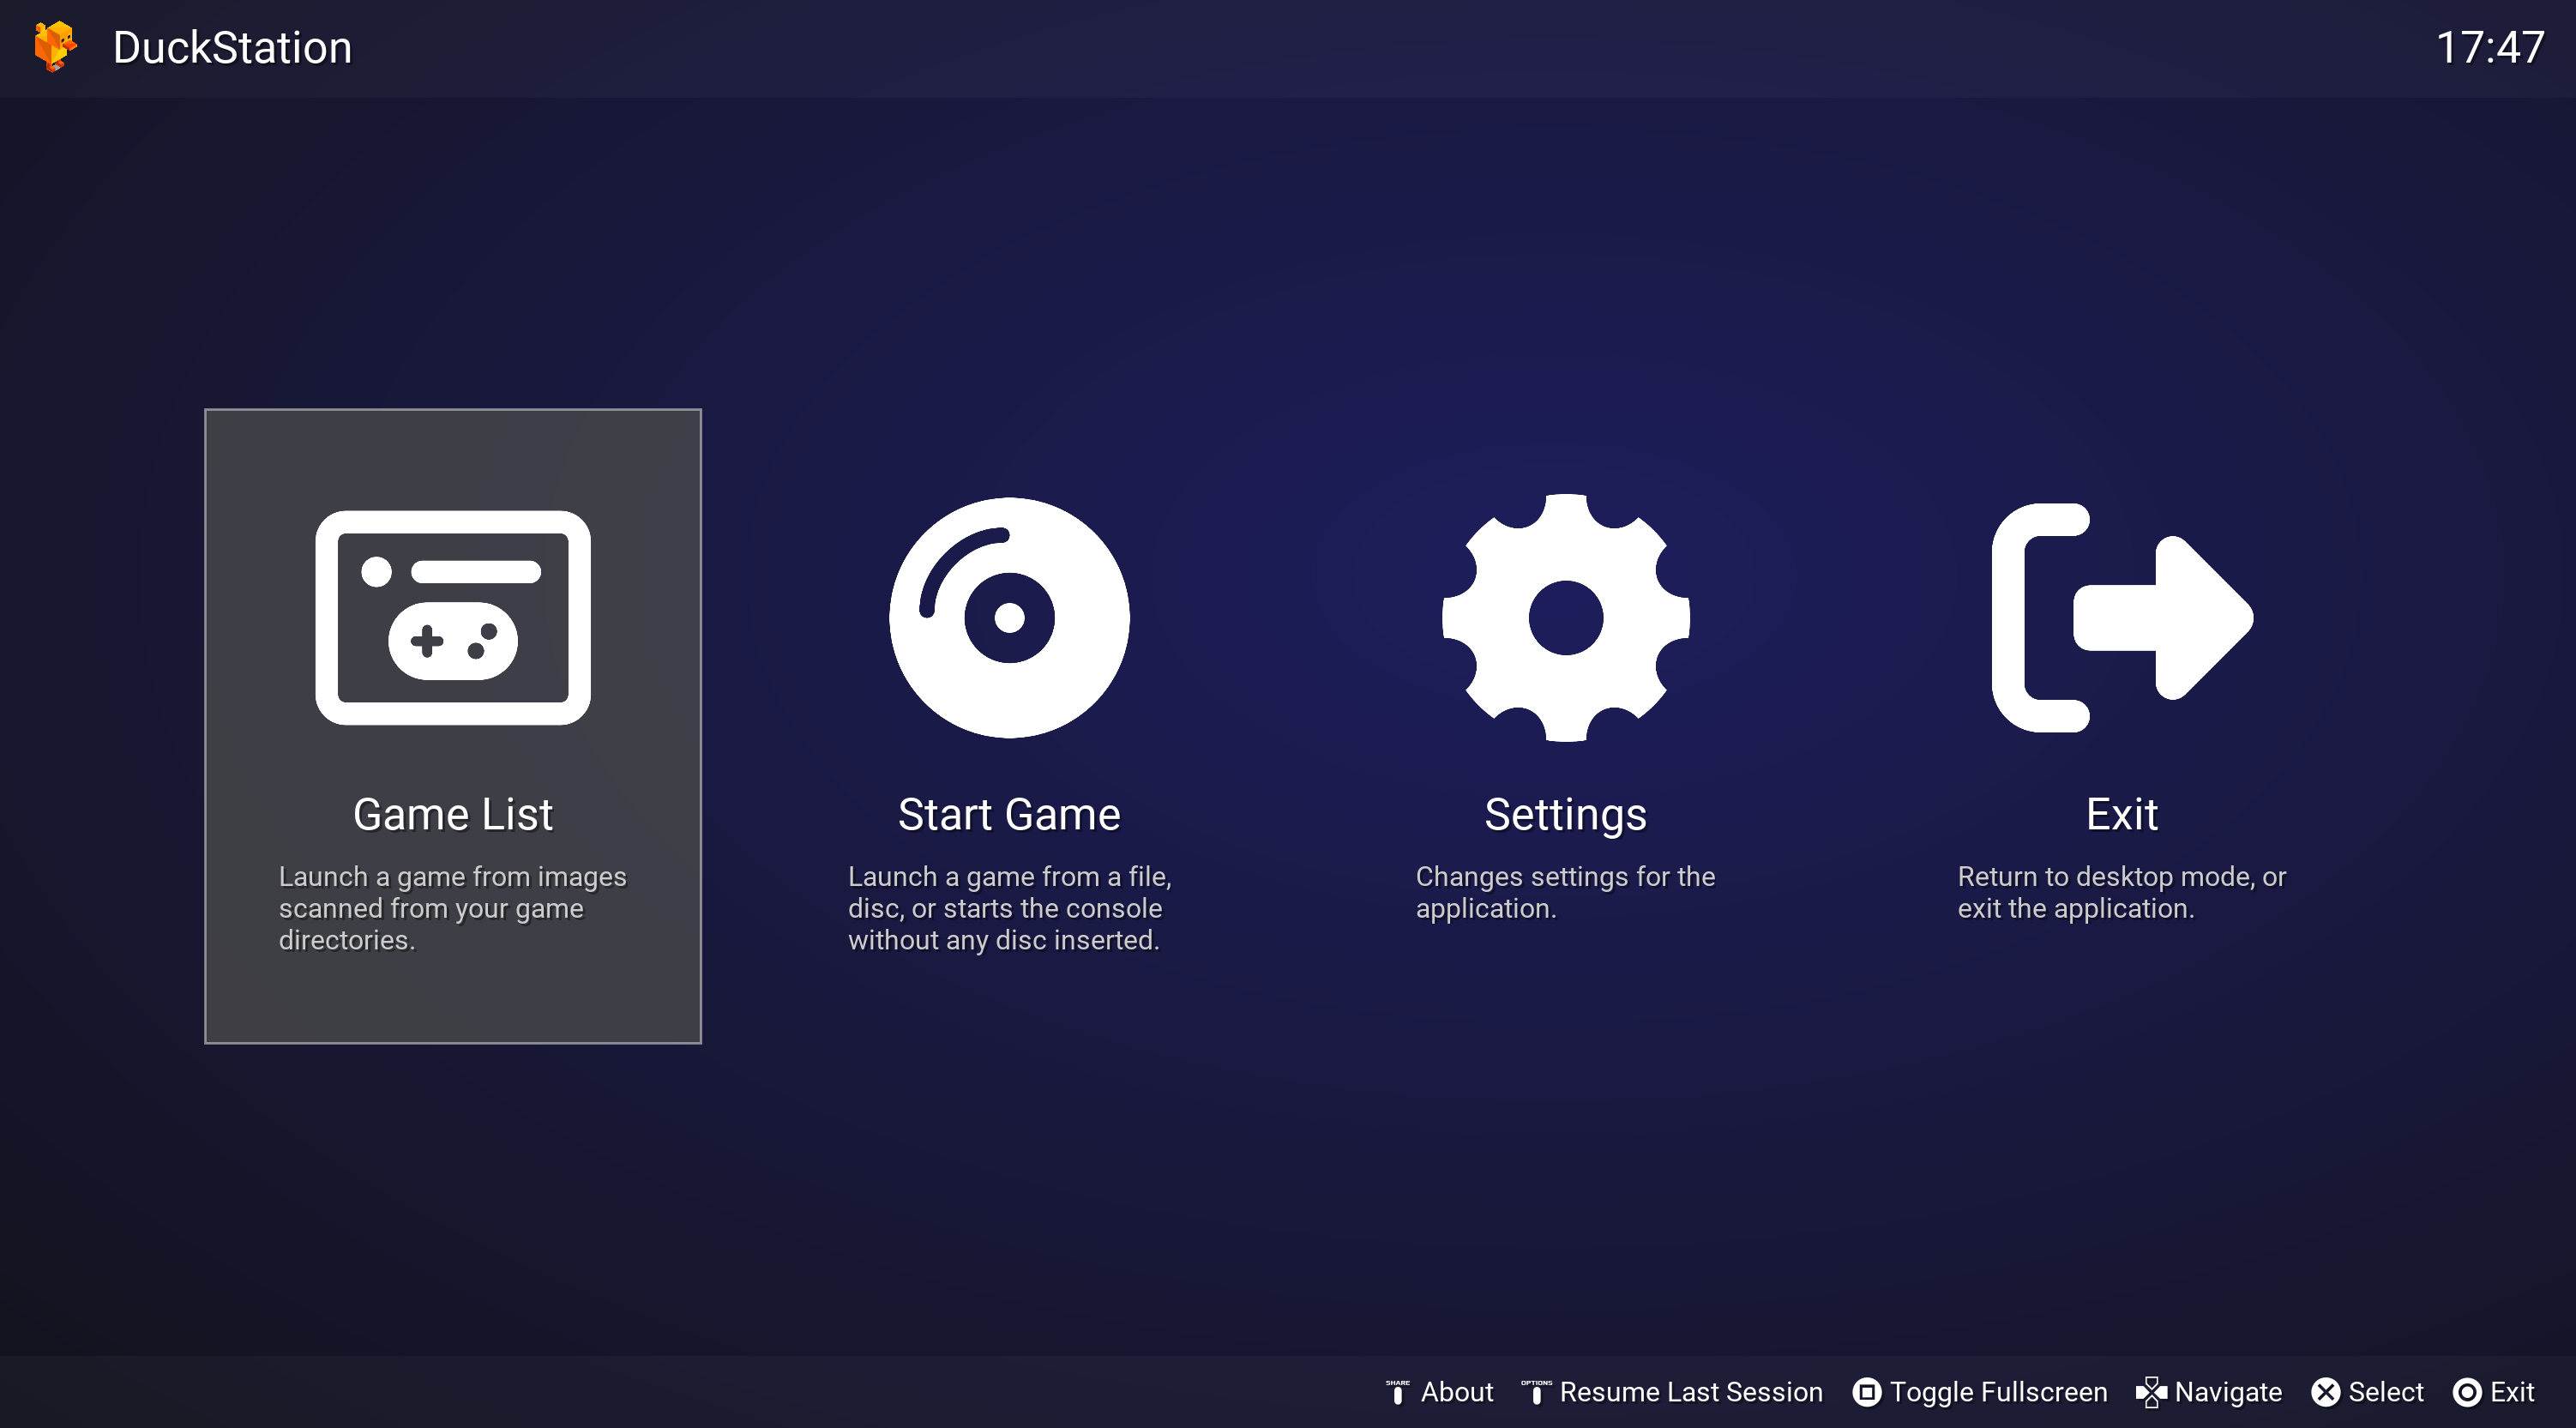 DuckStation
17:47
Game List
Launch a game from images
scanned from your game
directories.
Start Game
Launch a game from a file,
disc, or starts the console
without any disc inserted.
Settings
Changes settings for the
application.
Exit
Return to desktop mode, or
exit the application.
SHARE About OPTIONS Resume Last Session Toggle Fullscreen Navigate Select Exit